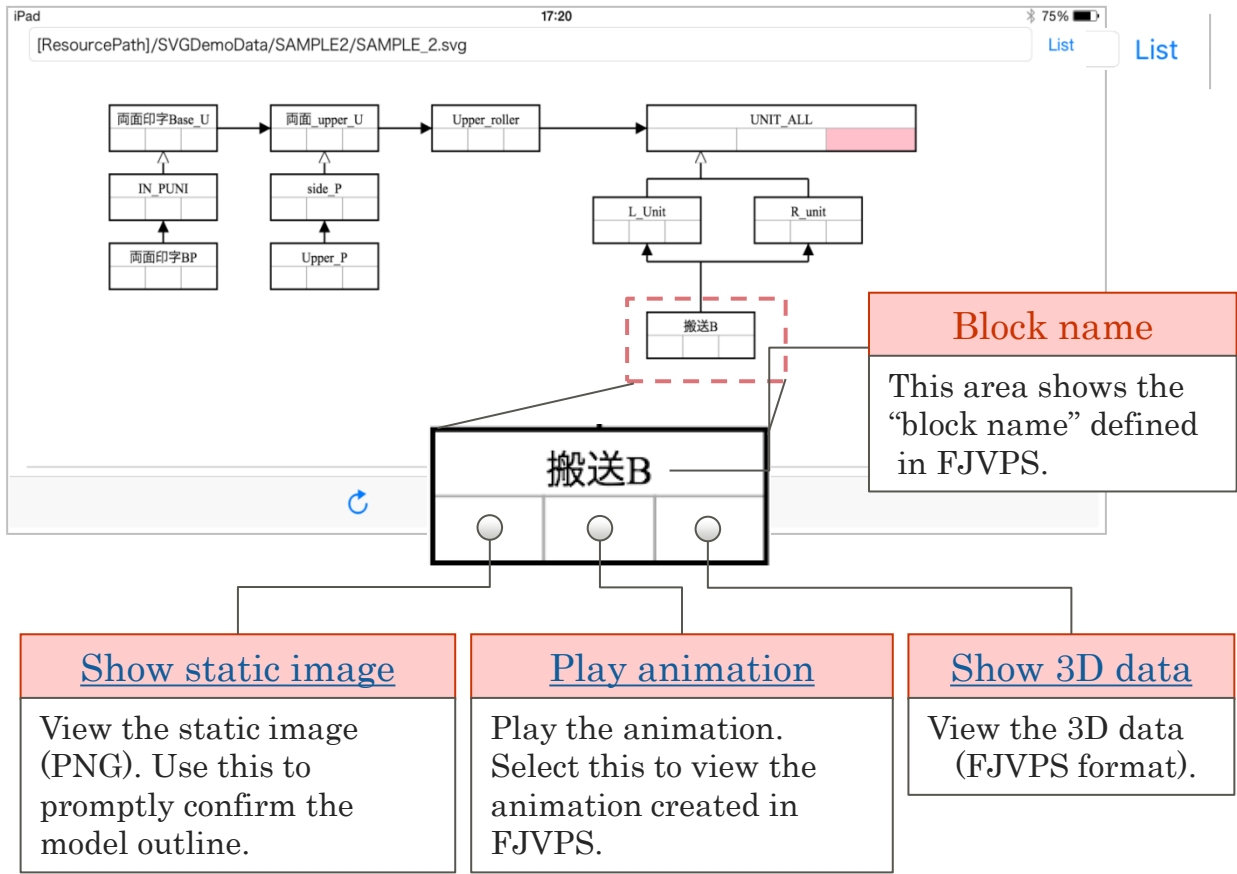 iPad
17:20
75%
[ResourcePath]/SVGDemoData/SAMPLE2/SAMPLE_2.svg
List
List
両面印字Base_U
両面_upper_U
Upper_roller
UNIT_ALL
IN_PUNI
side_P
L_Unit
R_unit
両面印字BP
Upper_P
搬送B
Block name
This area shows the
“block name” defined
in FJVPS.
搬送B
Show static image
View the static image
(PNG). Use this to
promptly confirm the
model outline.
Play animation
Play the animation.
Select this to view the
animation created in
FJVPS.
Show 3D data
View the 3D data
(FJVPS format).